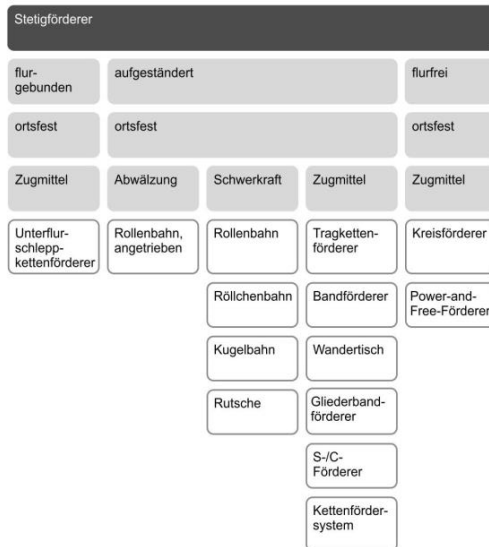 Stetigförderer
flur-
gebunden
aufgeständert
flurfrei
ortsfest
ortsfest
ortsfest
Zugmittel
Abwälzung
Schwerkraft
Zugmittel
Zugmittel
Unterflur-
schlepp-
kettenförderer
Rollenbahn,
angetrieben
Rollenbahn
Tragketten-
förderer
Kreisförderer
Röllchenbahn
Bandförderer
Power-and-
Free-Förderer
Kugelbahn
Wandertisch
Rutsche
Gliederband-
förderer
S-/C-
Förderer
Kettenförder-
system